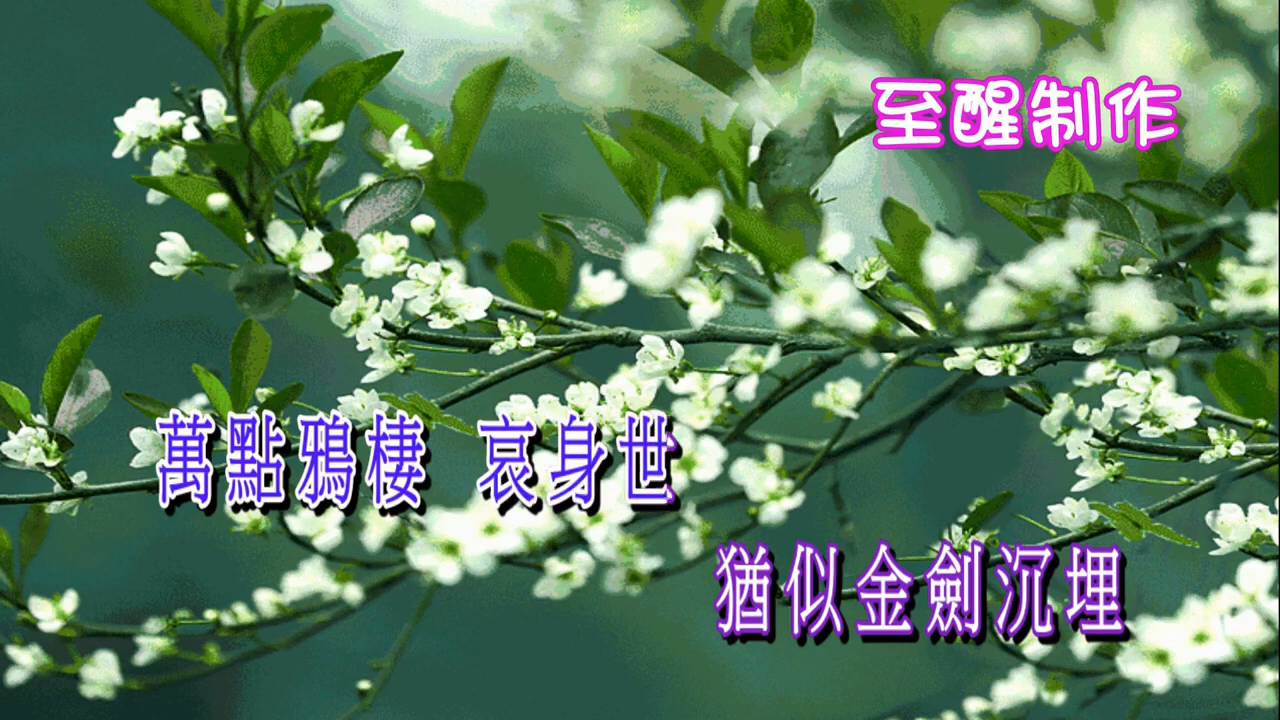 至醒制作
萬點鴉棲 哀身世
猶似金劍沉埋